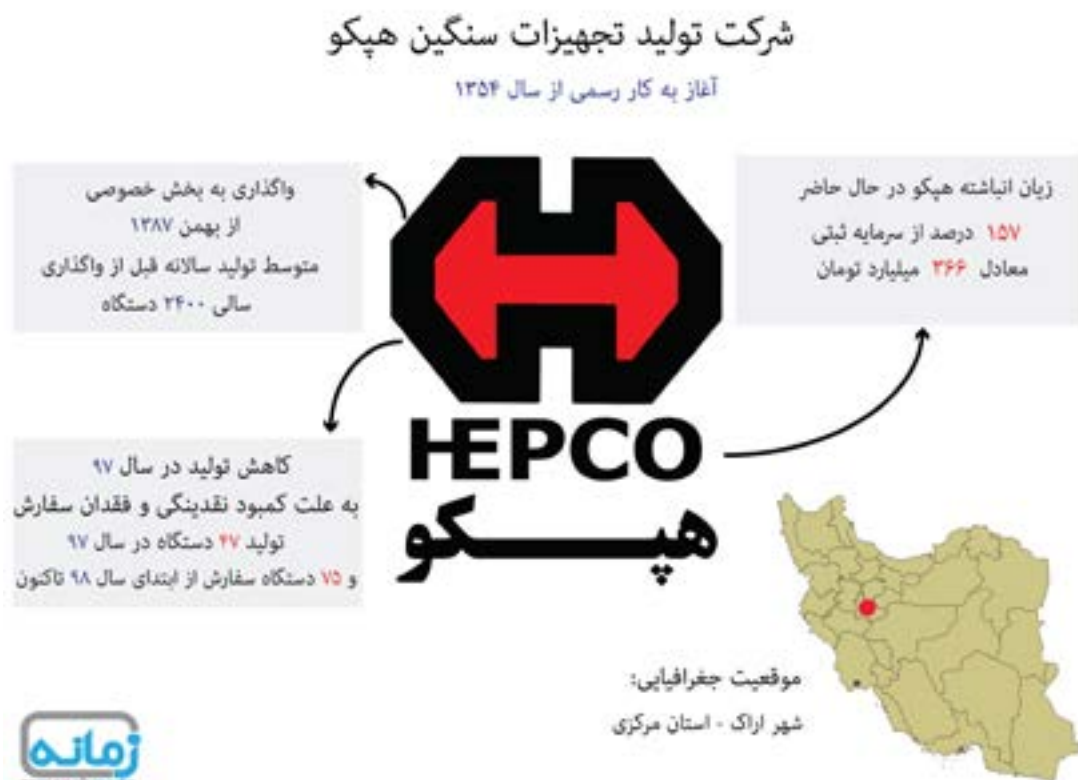 شرکت تولید تجهیزات سنگین هپکو
آغاز به کار رسمی از سال ۱۳۵۴
زیان انباشته هپکو در حال حاضر
۱۵۷ درصد از سرمایه ثبتی
معادل ۳۶۶ میلیارد تومان
واگذاری به بخش خصوصی
از بهمن ۱۳۸۷
متوسط تولید سالانه قبل از واگذاری
سالی ۲۴۰۰ دستگاه
HEPCO
هپکو
کاهش تولید در سال ۹۷
به علت کمبود نقدینگی و فقدان سفارش
تولید ۴۷ دستگاه در سال ۹۷
و ۷۵ دستگاه سفارش از ابتدای سال ۹۸ تاکنون
موقعیت جغرافیایی:
شهر اراک - استان مرکزی
زمانه